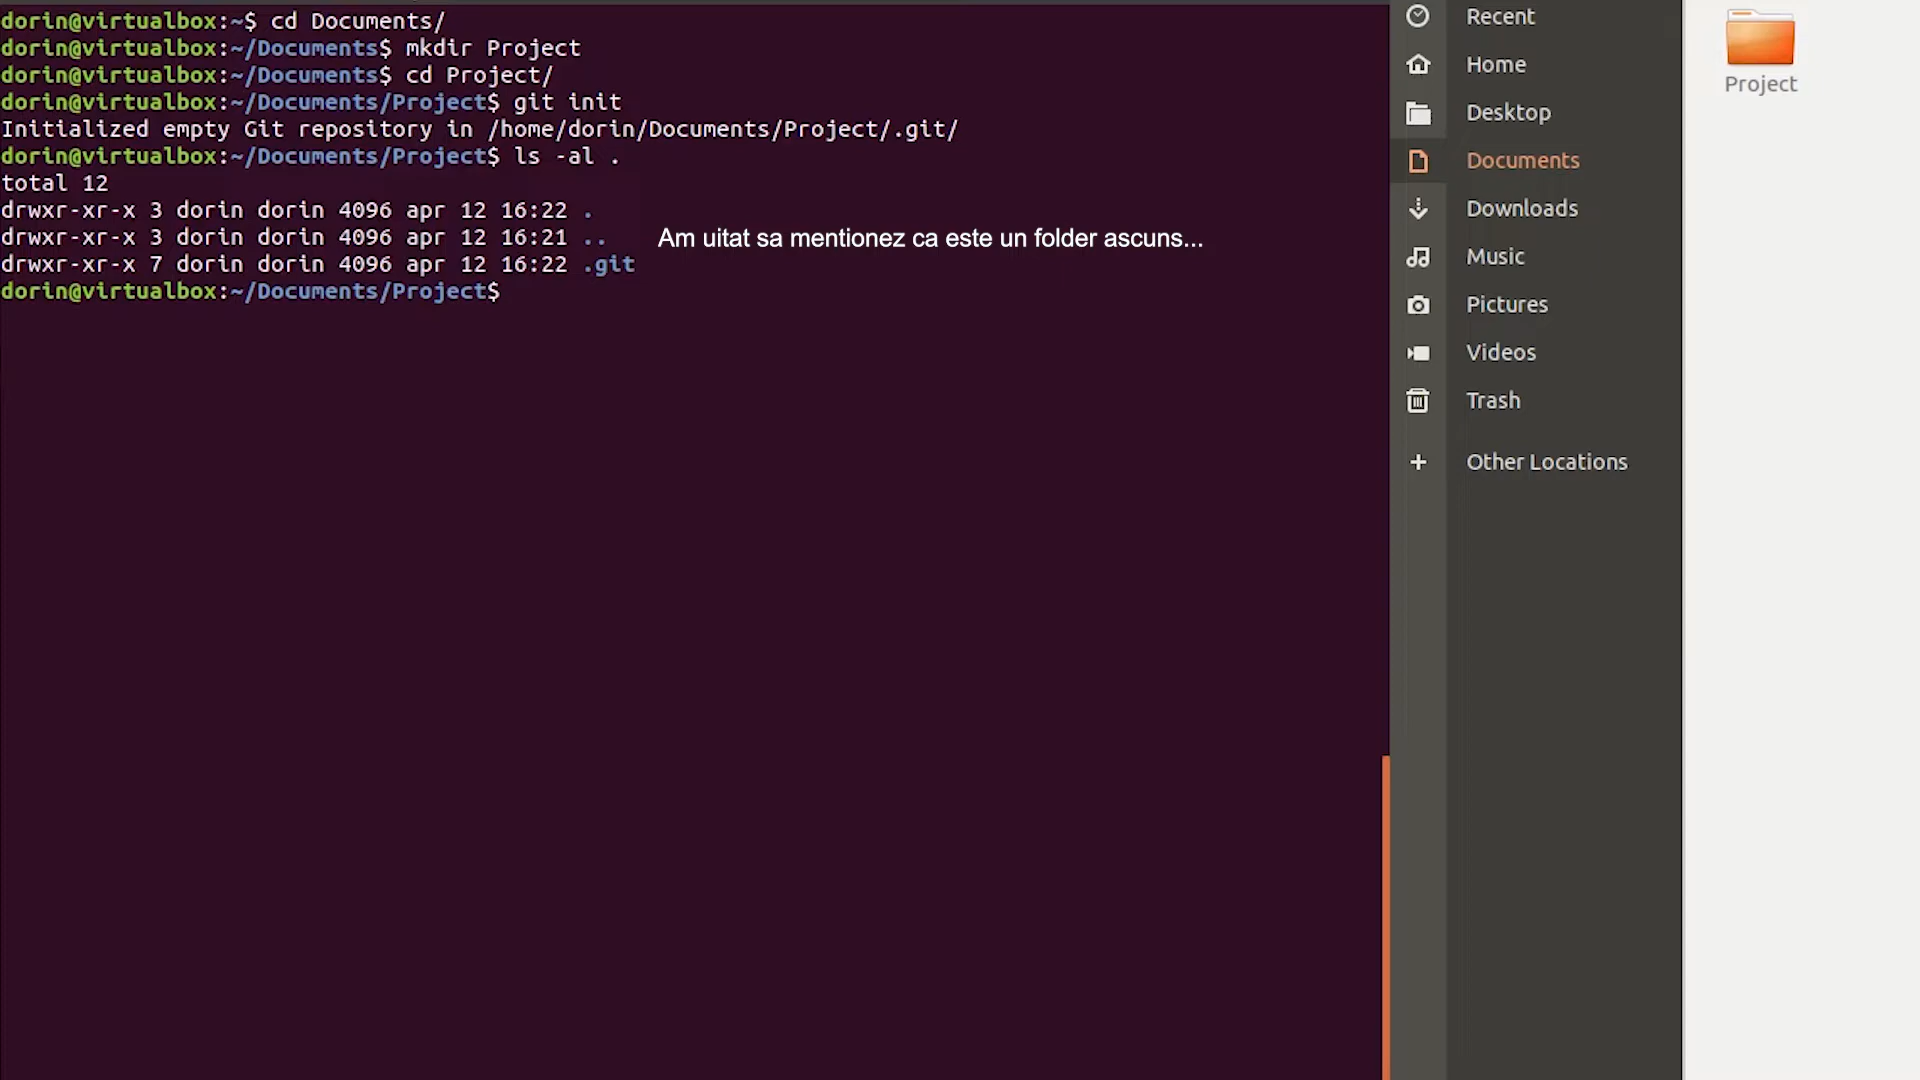 dorin@virtualbox:~$ cd Documents/
dorin@virtualbox:~/Documents$ mkdir Project
dorin@virtualbox:~/Documents$ cd Project/
dorin@virtualbox:~/Documents/Project$ git init
Initialized empty Git repository in /home/dorin/Documents/Project/.git/
dorin@virtualbox:~/Documents/Project$ ls -al .
total 12
drwxr-xr-x 3 dorin dorin 4096 apr 12 16:22 .
drwxr-xr-x 3 dorin dorin 4096 apr 12 16:21 ..
drwxr-xr-x 7 dorin dorin 4096 apr 12 16:22 .git
dorin@virtualbox:~/Documents/Project$
Am uitat sa mentionez ca este un folder ascuns...
Recent
Home
Desktop
Documents
Downloads
Music
Pictures
Videos
Trash
Other Locations
Project